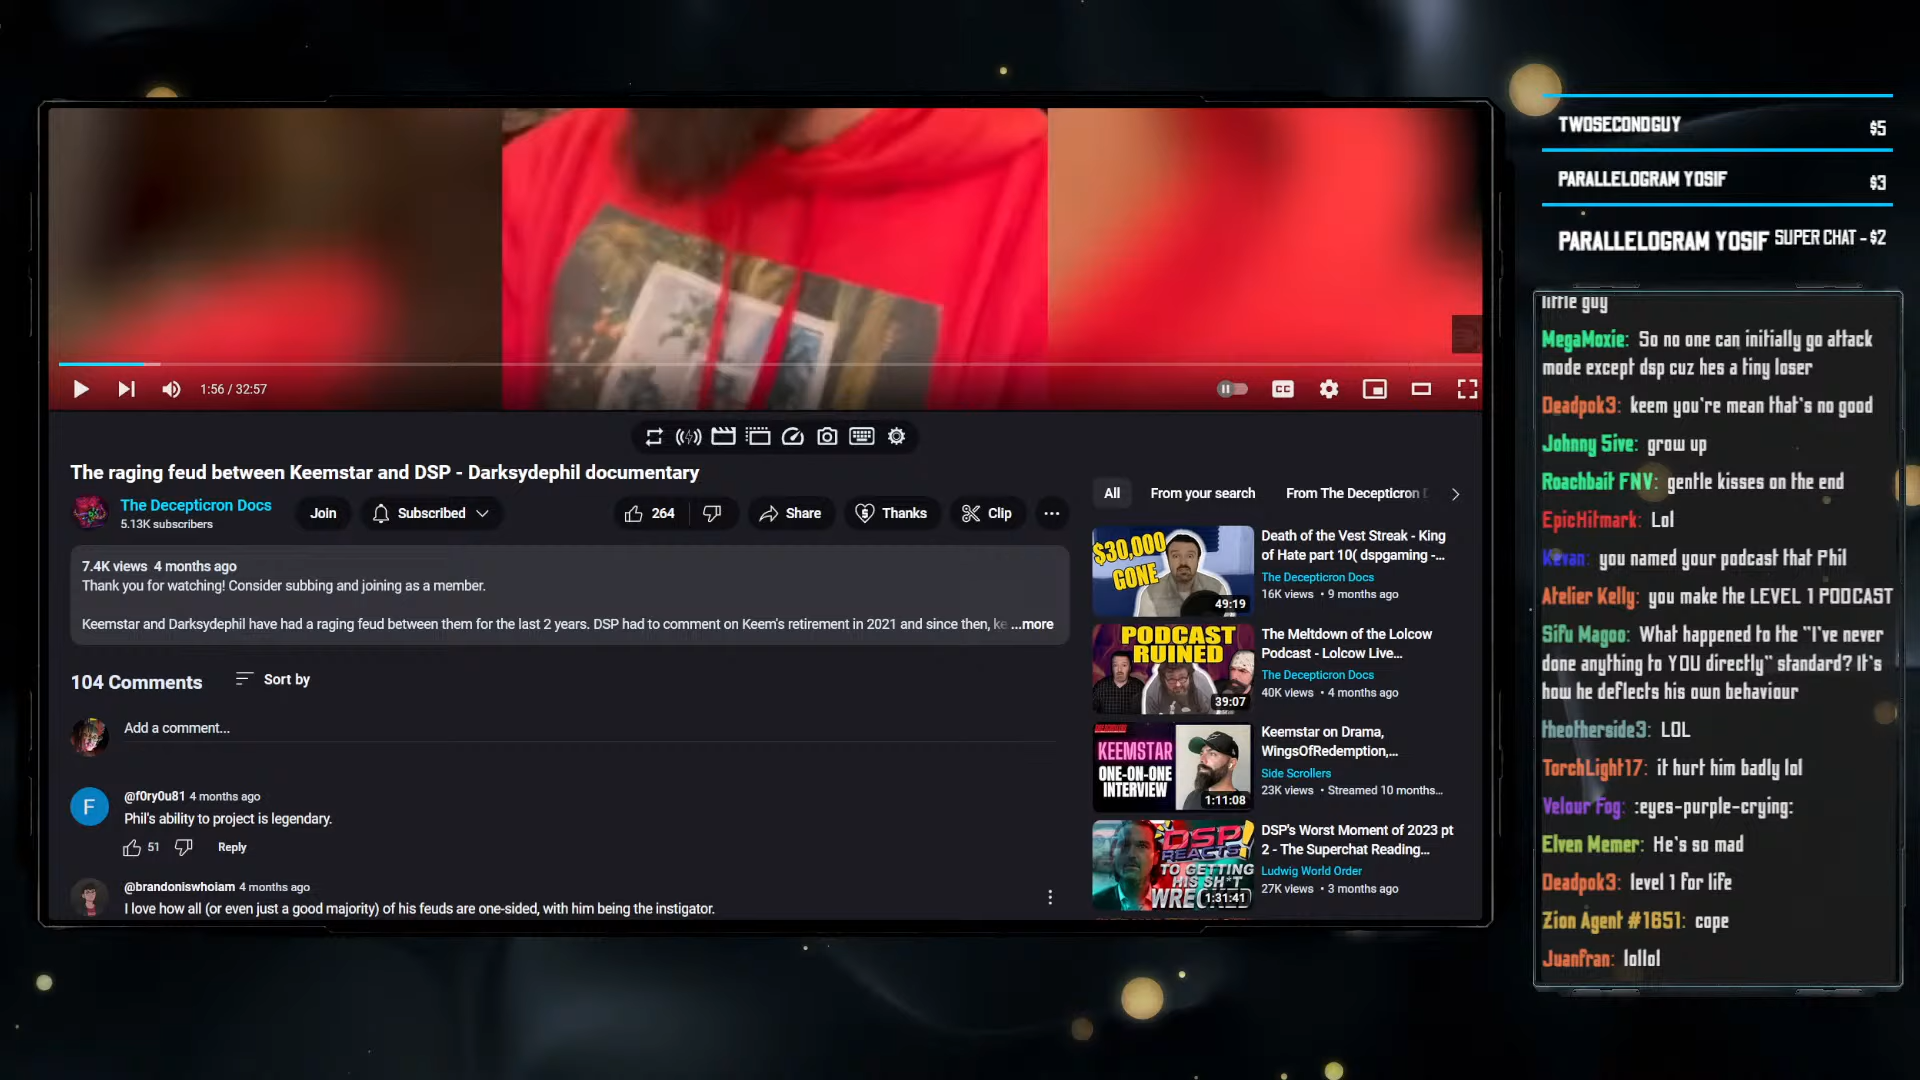 1:56 / 32:57
CC
The raging feud between Keemstar and DSP - Darksydephil documentary
The Decepticron Docs
5.13K subscribers
Join
Subscribed
264
Share
Thanks
Clip
7.4K views 4 months ago
Thank you for watching! Consider subbing and joining as a member.
Keemstar and Darksydephil have had a raging feud between them for the last 2 years. DSP had to comment on Keem's retirement in 2021 and since then, ke ...more
104 Comments
Sort by
Add a comment...
F
@f0ry0u81 4 months ago
Phil's ability to project is legendary.
51
Reply
@brandoniswhoiam 4 months ago
I love how all (or even just a good majority) of his feuds are one-sided, with him being the instigator.
All
From your search
From The Decepticron D
$30,000
GONE
49:19
Death of the Vest Streak - King
of Hate part 10( dspgaming -...
The Decepticron Docs
16K views • 9 months ago
PODCAST
RUINED
39:07
The Meltdown of the Lolcow
Podcast - Lolcow Live...
The Decepticron Docs
40K views • 4 months ago
KEEMSTAR
ONE-ON-ONE
INTERVIEW
1:11:08
Keemstar on Drama,
WingsOfRedemption,...
Side Scrollers
23K views • Streamed 10 months...
DSP
REACTS
TO GETTING
HIS SH*T
WRECKED
1:31:41
DSP's Worst Moment of 2023 pt
2 - The Superchat Reading...
Ludwig World Order
27K views • 3 months ago
TWOSECONDGUY $5
PARALLELOGRAM YOSIF $3
PARALLELOGRAM YOSIF SUPER CHAT - $2
little guy
MegaMoxie: So no one can initially go attack
mode except dsp cuz hes a tiny loser
Deadpok3: keem you're mean that's no good
Johnny 5ive: grow up
Roachbait FNV: gentle kisses on the end
EpicHitmark: Lol
Kevan: you named your podcast that Phil
Atelier Kelly: you make the LEVEL 1 PODCAST
Sifu Magoo: What happened to the "I've never
done anything to YOU directly" standard? It's
how he deflects his own behaviour
theotherside3: LOL
TorchLight17: it hurt him badly lol
Velour Fog: :eyes-purple-crying:
Elven Memer: He's so mad
Deadpok3: level 1 for life
Zion Agent #1651: cope
Juanfran: lollol